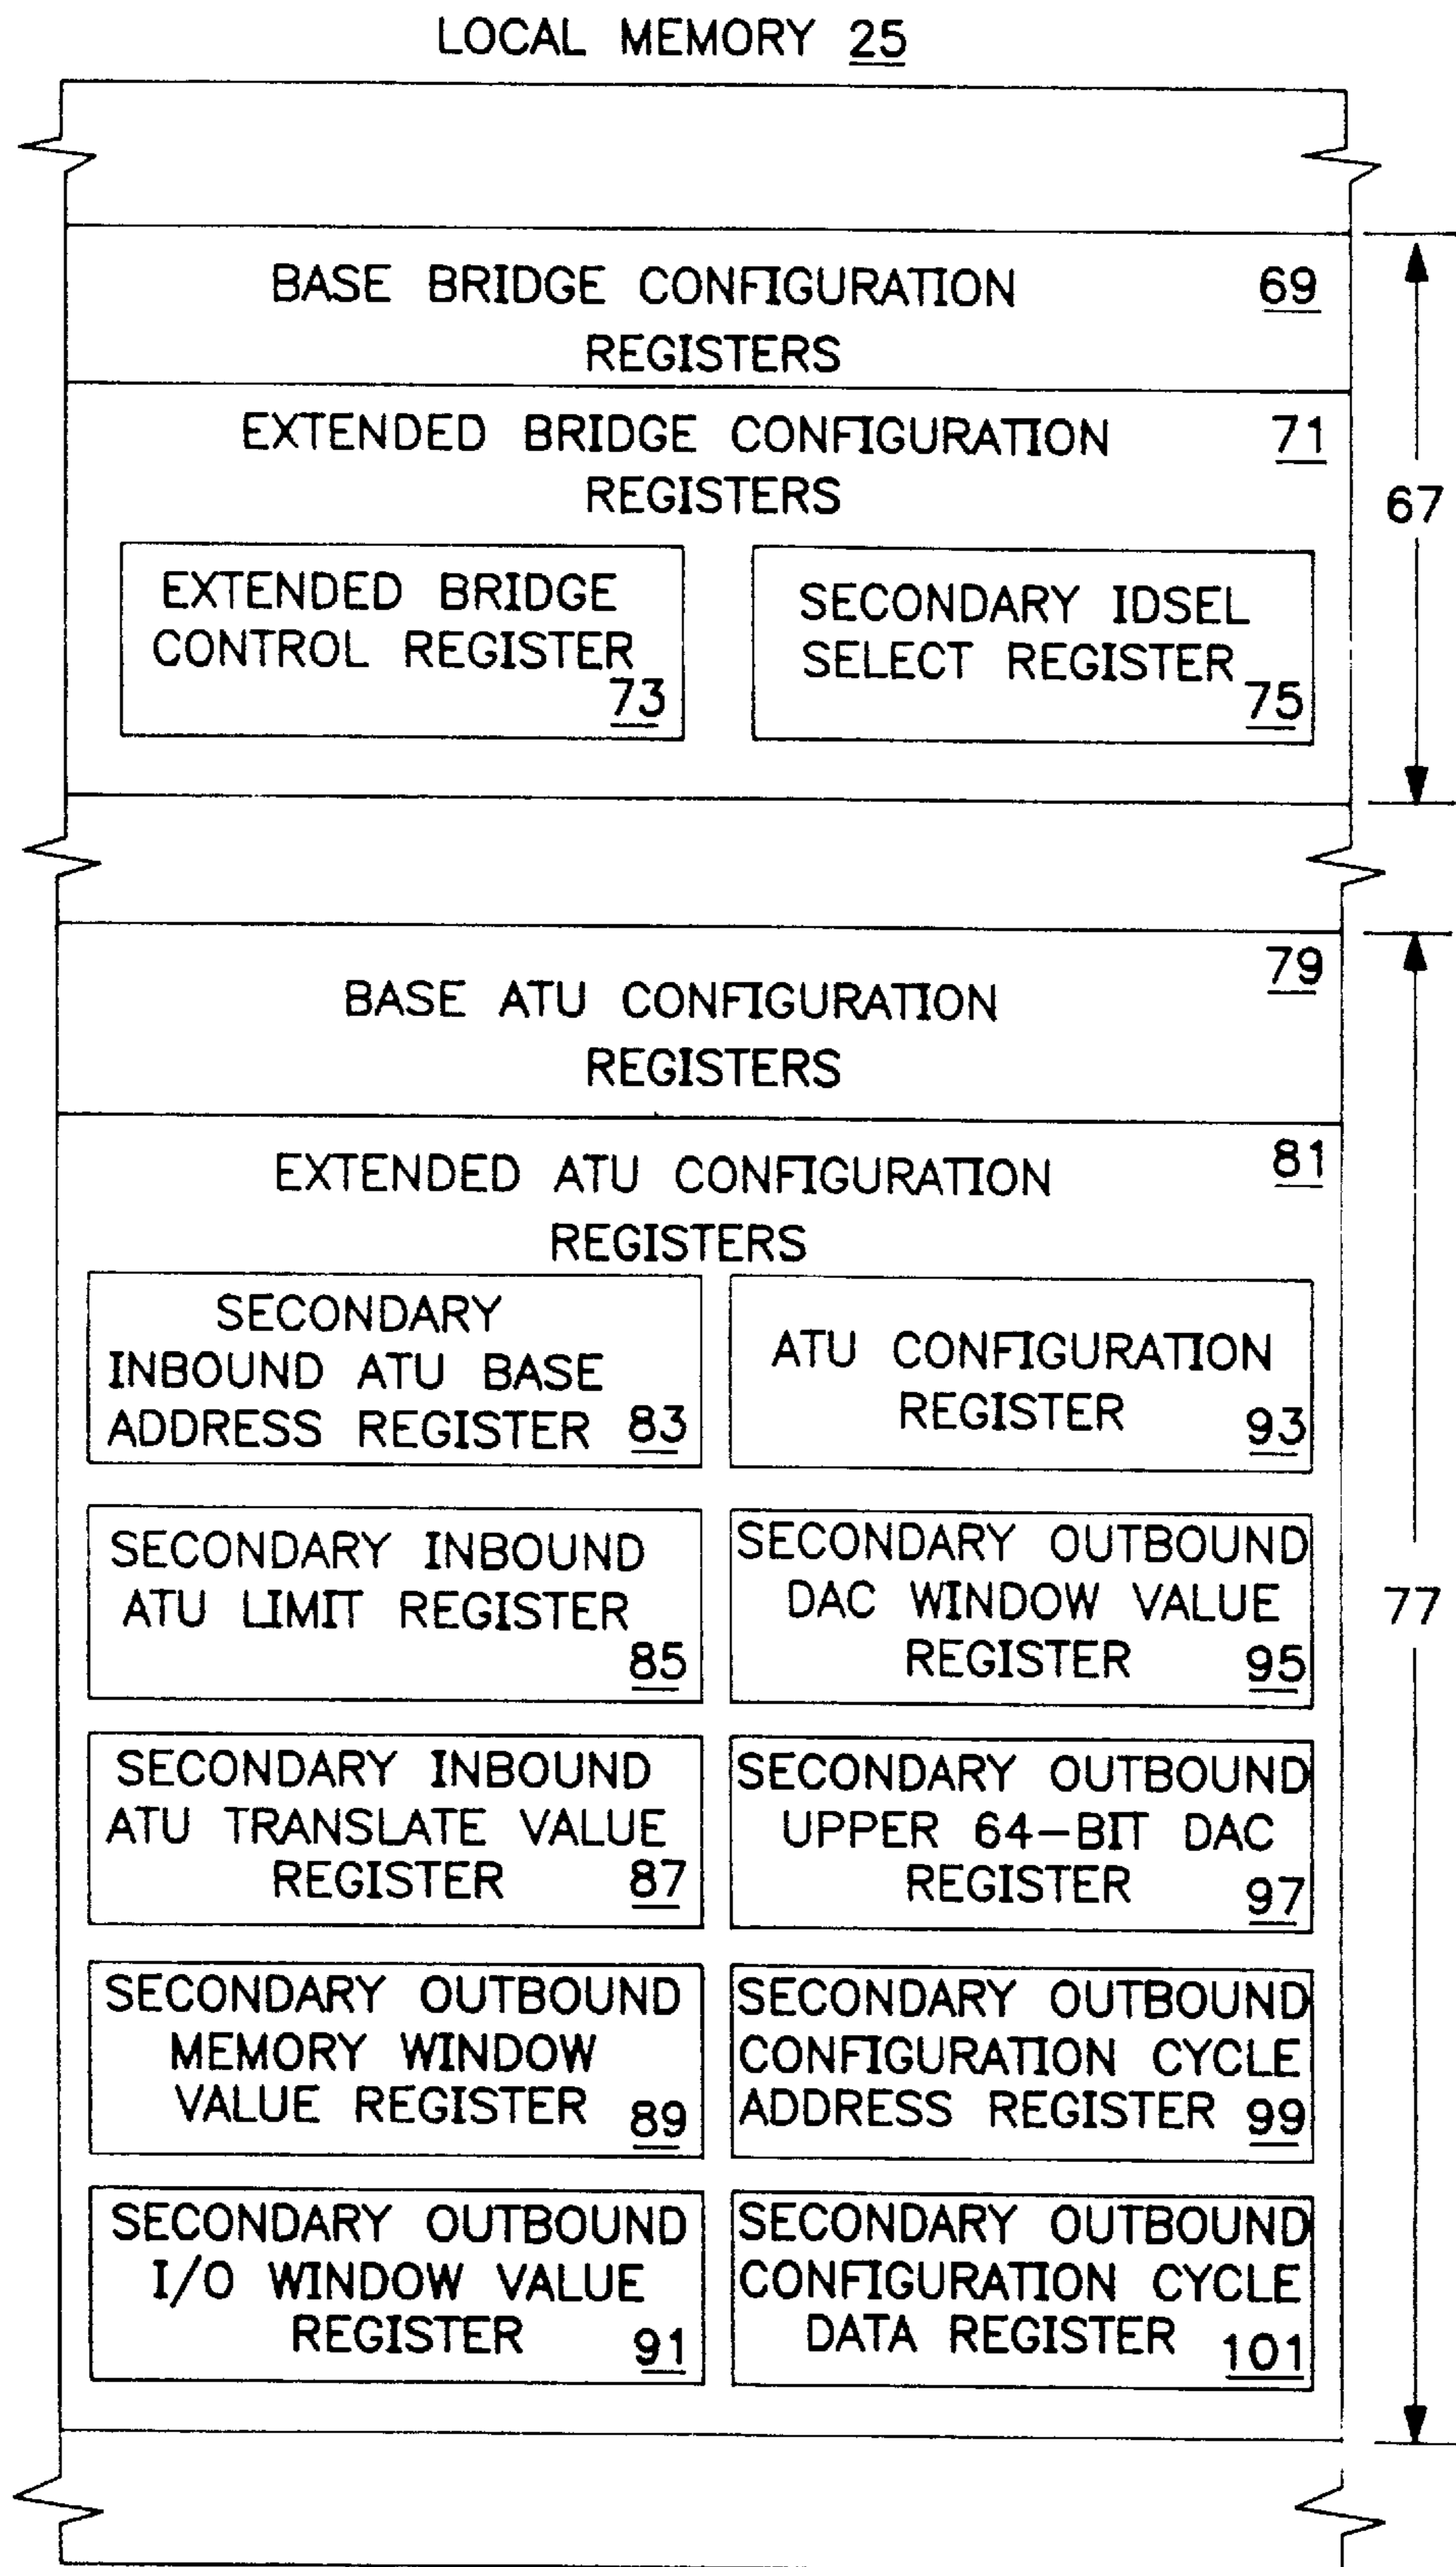 LOCAL MEMORY 25
BASE BRIDGE CONFIGURATION 69
REGISTERS
EXTENDED BRIDGE CONFIGURATION 71
REGISTERS
67
EXTENDED BRIDGE
CONTROL REGISTER
73
SECONDARY IDSEL
SELECT REGISTER
75
79
BASE ATU CONFIGURATION
REGISTERS
EXTENDED ATU CONFIGURATION 81
REGISTERS
SECONDARY
INBOUND ATU BASE
ADDRESS REGISTER 83
ATU CONFIGURATION
REGISTER 93
SECONDARY INBOUND
ATU LIMIT REGISTER
85
SECONDARY OUTBOUND
DAC WINDOW VALUE
REGISTER 95
77
SECONDARY INBOUND
ATU TRANSLATE VALUE
REGISTER 87
SECONDARY OUTBOUND
UPPER 64-BIT DAC
REGISTER 97
SECONDARY OUTBOUND
MEMORY WINDOW
VALUE REGISTER 89
SECONDARY OUTBOUND
CONFIGURATION CYCLE
ADDRESS REGISTER 99
SECONDARY OUTBOUND
I/O WINDOW VALUE
REGISTER 91
SECONDARY OUTBOUND
CONFIGURATION CYCLE
DATA REGISTER 101